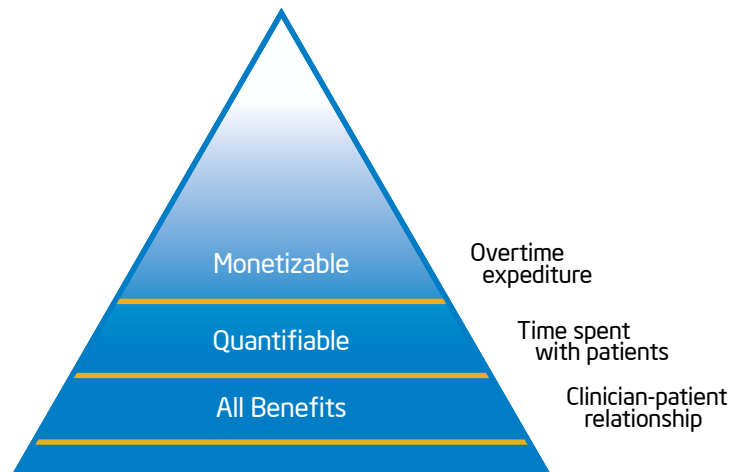 Monetizable
Overtime
expediture
Quantifiable
Time spent
with patients
All Benefits
Clinician-patient
relationship